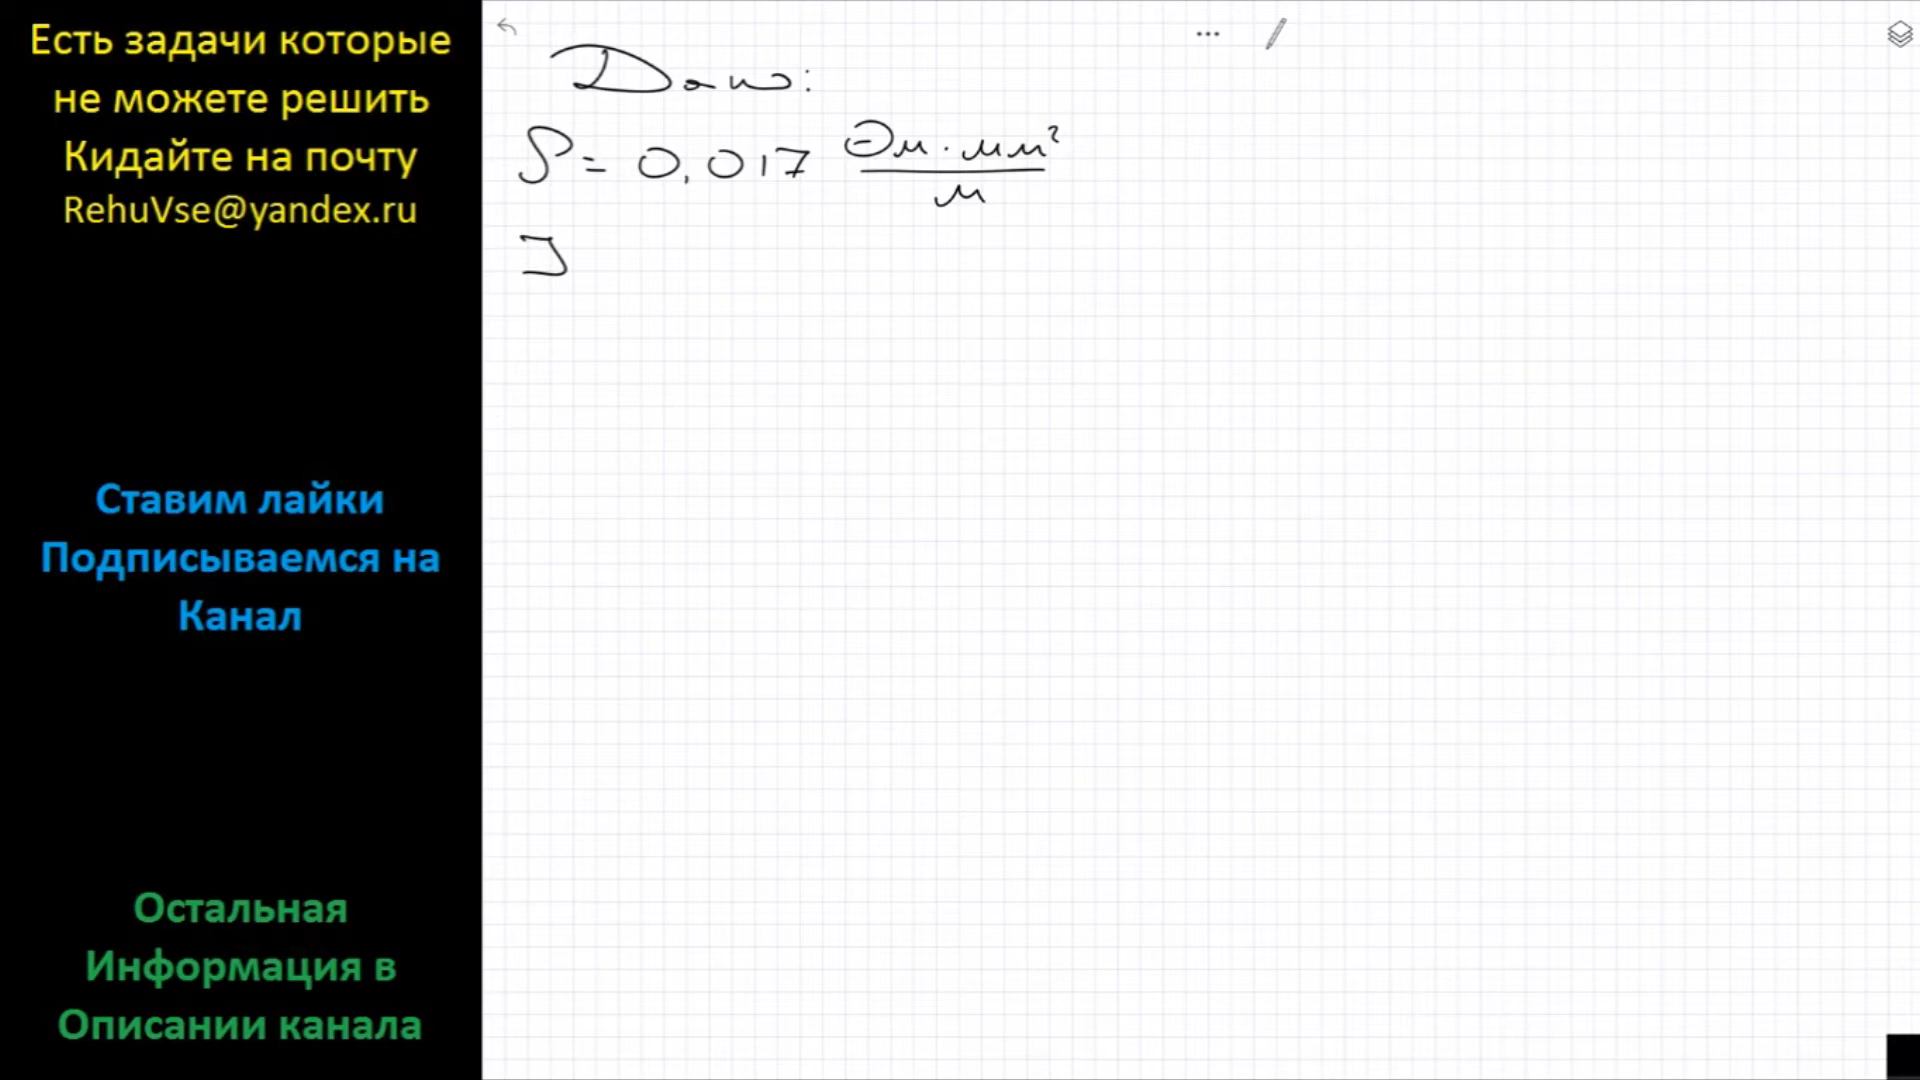 Есть задачи которые
не можете решить
Кидайте на почту
RehuVse@yandex.ru
Ставим лайки
Подписываемся на
Канал
Остальная
Информация в
Описании канала
Дано:
ρ = 0,017 Ом · мм² / м